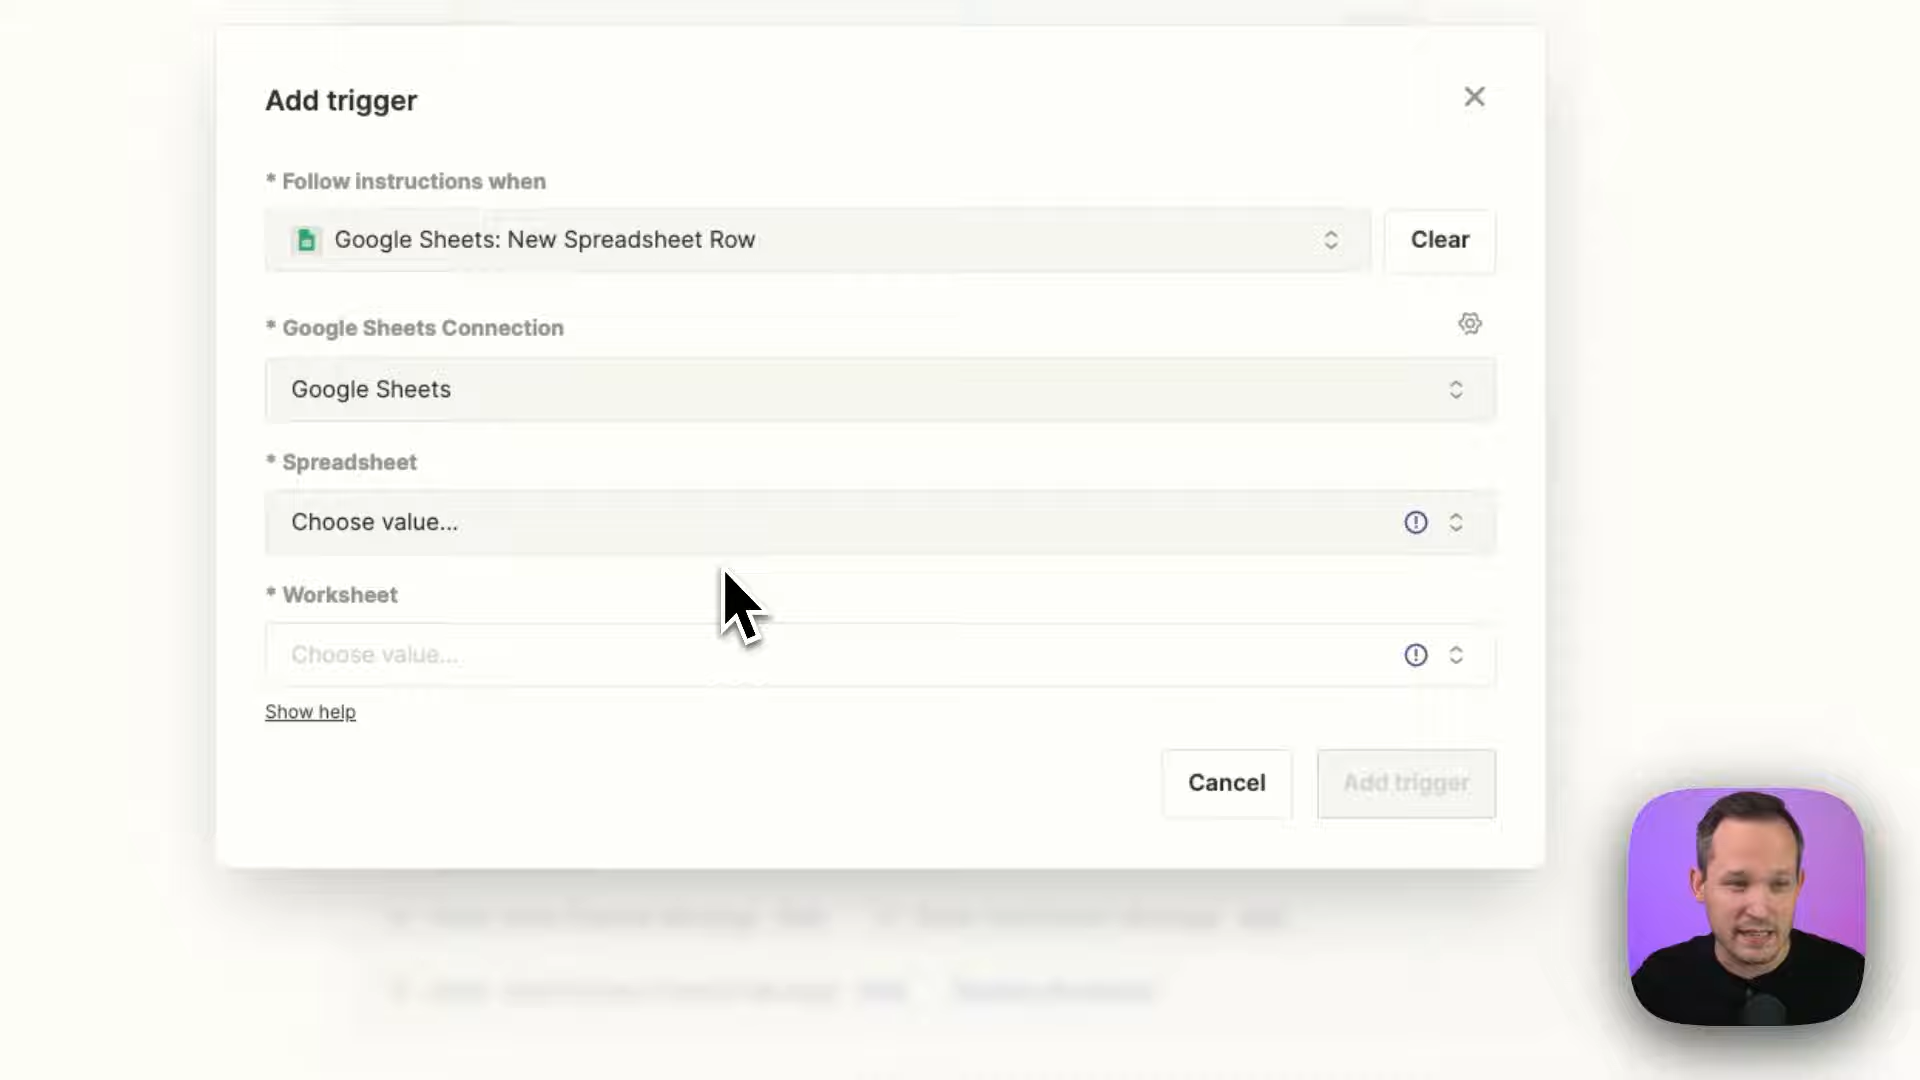 Add trigger
* Follow instructions when
Google Sheets: New Spreadsheet Row
Clear
* Google Sheets Connection
Google Sheets
* Spreadsheet
Choose value...
* Worksheet
Choose value...
Show help
Cancel
Add trigger